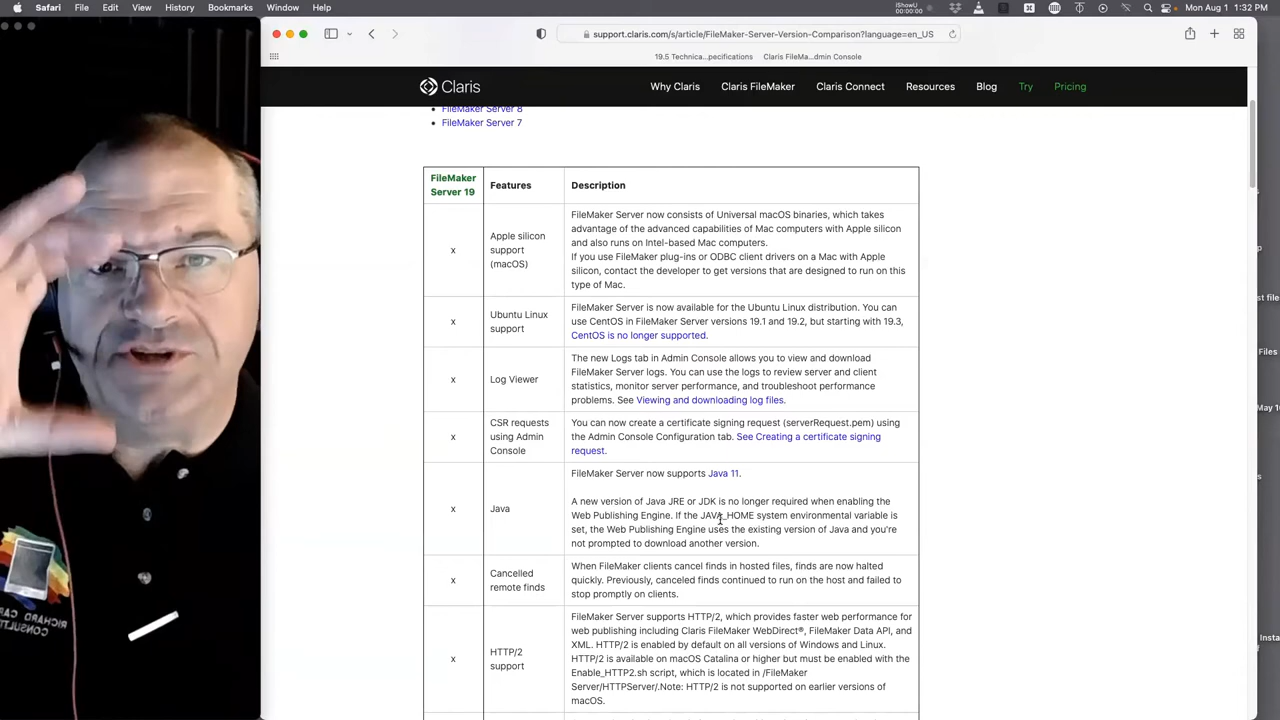 Safari File Edit View History Bookmarks Window Help
iShowU
00:00:00
Mon Aug 1 1:32 PM
support.claris.com/s/article/FileMaker-Server-Version-Comparison?language=en_US
19.5 Technica...pecifications Claris FileMa...dmin Console
Claris Why Claris Claris FileMaker Claris Connect Resources Blog Try Pricing
• FileMaker Server 8
• FileMaker Server 7
FileMaker
Server 19
Features
Description
x
Apple silicon
support
(macOS)
FileMaker Server now consists of Universal macOS binaries, which takes
advantage of the advanced capabilities of Mac computers with Apple silicon
and also runs on Intel-based Mac computers.
If you use FileMaker plug-ins or ODBC client drivers on a Mac with Apple
silicon, contact the developer to get versions that are designed to run on this
type of Mac.
x
Ubuntu Linux
support
FileMaker Server is now available for the Ubuntu Linux distribution. You can
use CentOS in FileMaker Server versions 19.1 and 19.2, but starting with 19.3,
CentOS is no longer supported.
x
Log Viewer
The new Logs tab in Admin Console allows you to view and download
FileMaker Server logs. You can use the logs to review server and client
statistics, monitor server performance, and troubleshoot performance
problems. See Viewing and downloading log files.
x
CSR requests
using Admin
Console
You can now create a certificate signing request (serverRequest.pem) using
the Admin Console Configuration tab. See Creating a certificate signing
request.
x
Java
FileMaker Server now supports Java 11.
A new version of Java JRE or JDK is no longer required when enabling the
Web Publishing Engine. If the JAVA_HOME system environmental variable is
set, the Web Publishing Engine uses the existing version of Java and you're
not prompted to download another version.
x
Cancelled
remote finds
When FileMaker clients cancel finds in hosted files, finds are now halted
quickly. Previously, canceled finds continued to run on the host and failed to
stop promptly on clients.
x
HTTP/2
support
FileMaker Server supports HTTP/2, which provides faster web performance for
web publishing including Claris FileMaker WebDirect®, FileMaker Data API, and
XML. HTTP/2 is enabled by default on all versions of Windows and Linux.
HTTP/2 is available on macOS Catalina or higher but must be enabled with the
Enable_HTTP2.sh script, which is located in /FileMaker
Server/HTTPServer/.Note: HTTP/2 is not supported on earlier versions of
macOS.
st file
Files
May 1
RICHARD CAR
CONSULTI